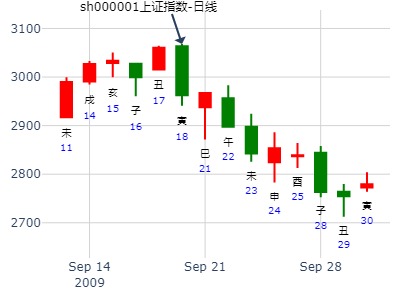 sh000001上证指数-日线
3100
3000
2900
2800
2700
未
11
戌
14
亥
15
子
16
丑
17
寅
18
巳
21
午
22
未
23
申
24
酉
25
子
28
丑
29
寅
30
Sep 14
2009
Sep 21
Sep 28